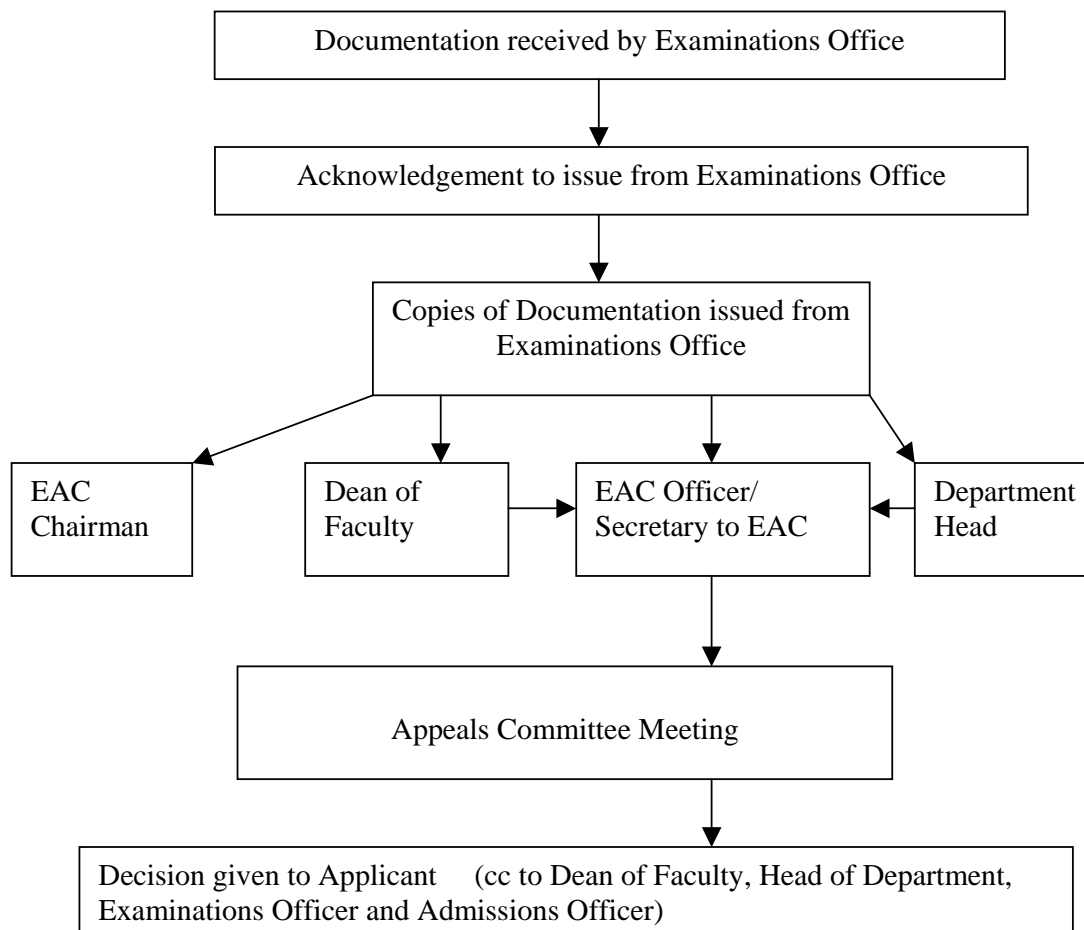 Documentation received by Examinations Office
Acknowledgement to issue from Examinations Office
Copies of Documentation issued from
Examinations Office
EAC
Chairman
Dean of
Faculty
EAC Officer/
Secretary to EAC
Department
Head
Appeals Committee Meeting
Decision given to Applicant (cc to Dean of Faculty, Head of Department,
Examinations Officer and Admissions Officer)